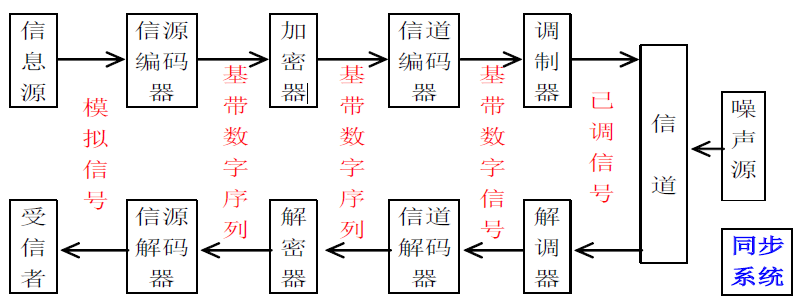 信息源
信源编码器
加密器
信道编码器
调制器
模拟信号
基带数字序列
基带数字序列
基带数字信号
已调信号
信道
噪声源
受信者
信源解码器
解密器
信道解码器
解调器
同步系统